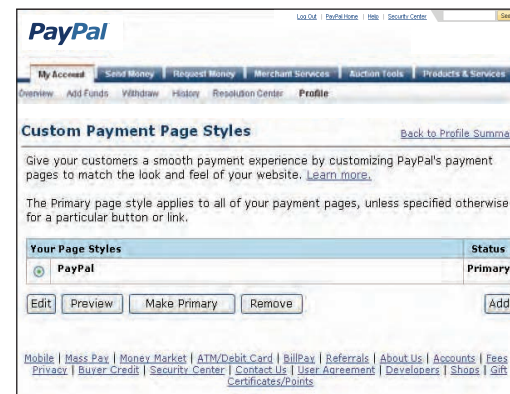 Log Out | PayPal Home | Help | Security Center
PayPal
My Account Send Money Request Money Merchant Services Auction Tools Products & Services
Overview Add Funds Withdraw History Resolution Center Profile
Custom Payment Page Styles Back to Profile Summa
Give your customers a smooth payment experience by customizing PayPal's payment
pages to match the look and feel of your website. Learn more.
The Primary page style applies to all of your payment pages, unless specified otherwise
for a particular button or link.
Your Page Styles Status
PayPal Primary
Edit Preview Make Primary Remove Add
Mobile | Mass Pay | Money Market | ATM/Debit Card | BillPay | Referrals | About Us | Accounts | Fees
Privacy | Buyer Credit | Security Center | Contact Us | User Agreement | Developers | Shops | Gift
Certificates/Points